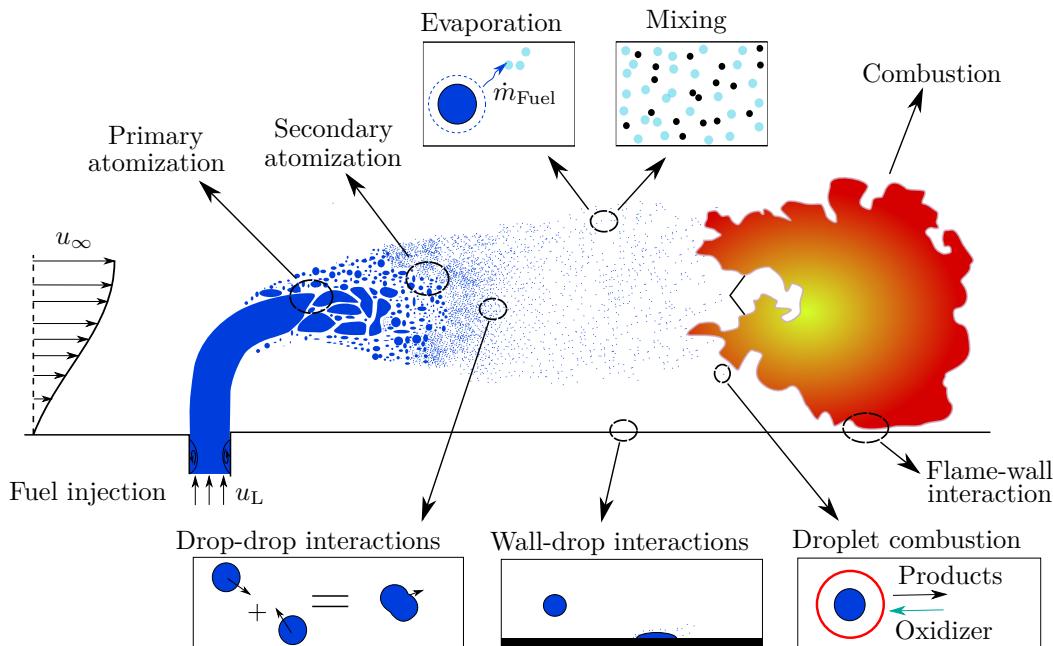 Evaporation
Mixing
ṁFuel
Combustion
Primary
atomization
Secondary
atomization
u∞
Fuel injection
uL
Flame-wall
interaction
Drop-drop interactions
Wall-drop interactions
Droplet combustion
+ =
Products
Oxidizer